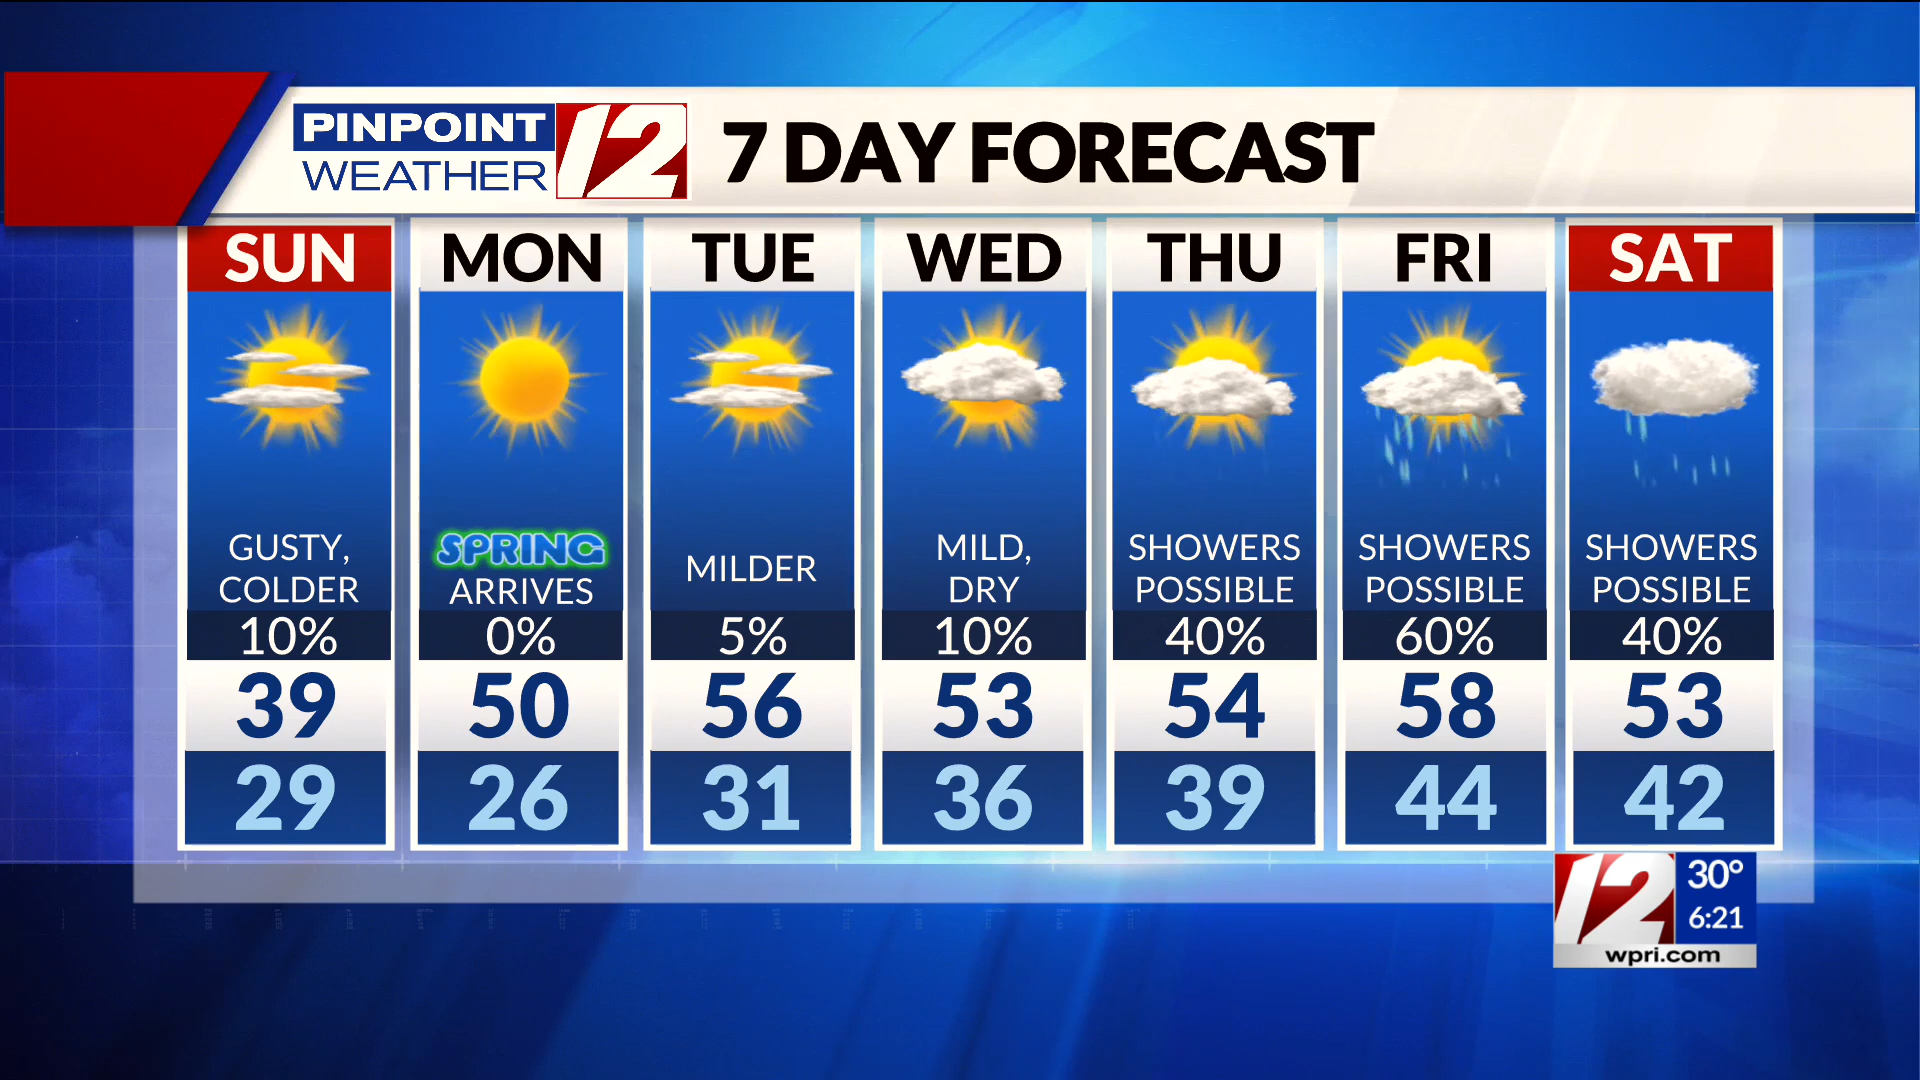 PINPOINT
WEATHER
12
7 DAY FORECAST
SUN
GUSTY,
COLDER
10%
39
29
MON
SPRING
ARRIVES
0%
50
26
TUE
MILDER
5%
56
31
WED
MILD,
DRY
10%
53
36
THU
SHOWERS
POSSIBLE
40%
54
39
FRI
SHOWERS
POSSIBLE
60%
58
44
SAT
SHOWERS
POSSIBLE
40%
53
42
12
30°
6:21
wpri.com